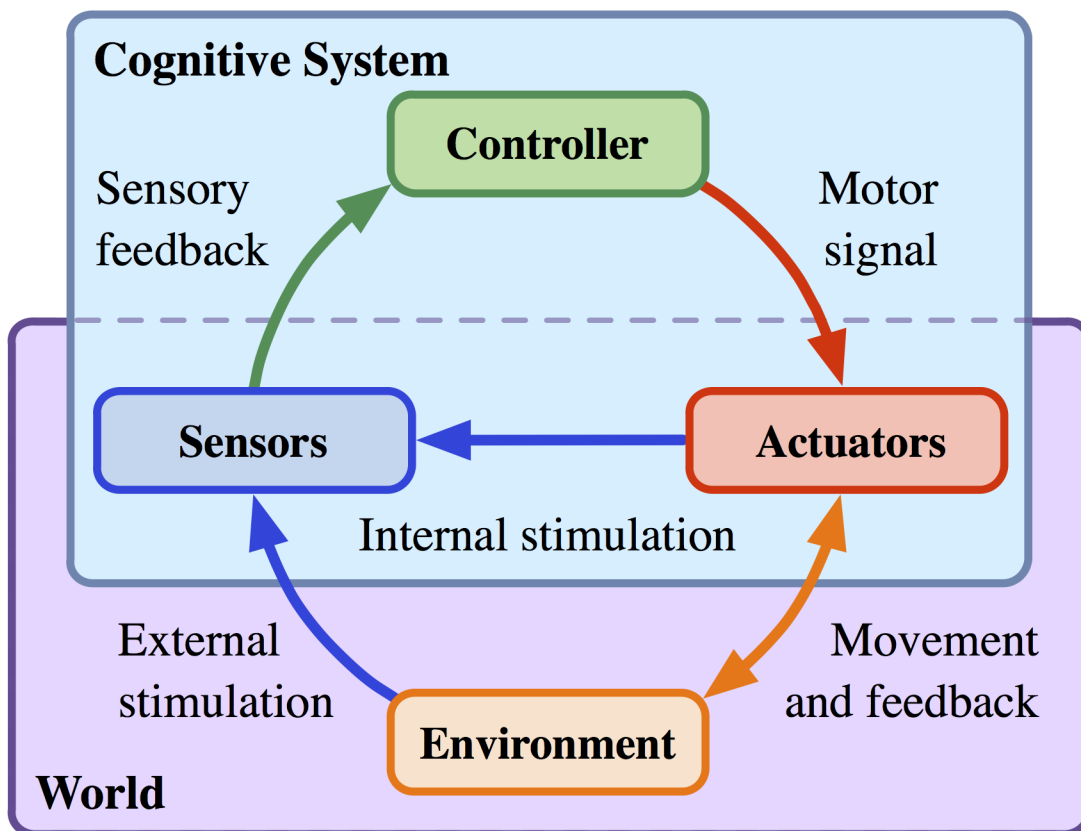 Cognitive System
Controller
Sensory
feedback
Motor
signal
Sensors
Actuators
Internal stimulation
External
stimulation
Movement
and feedback
Environment
World